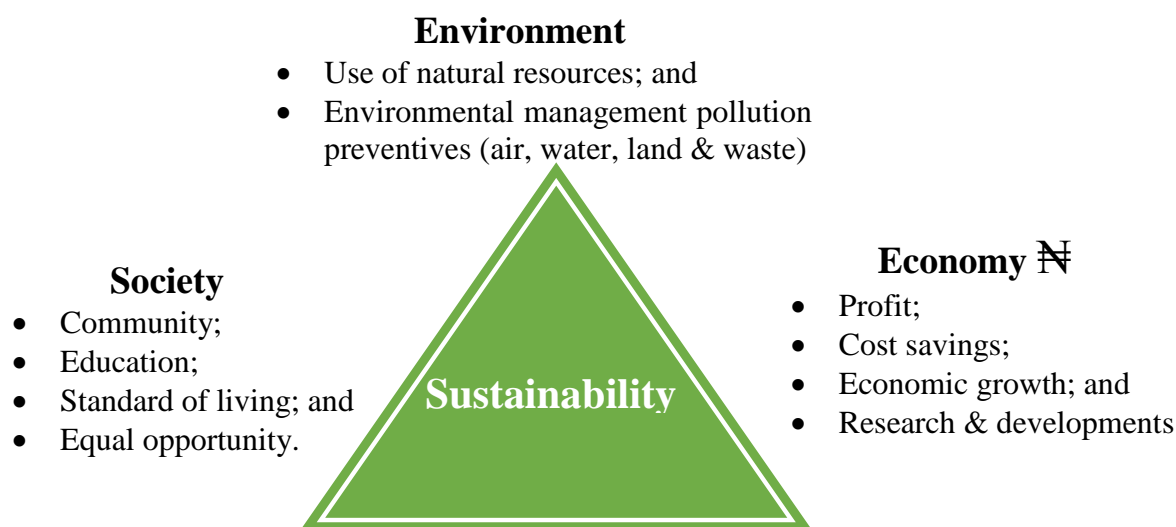 Environment
• Use of natural resources; and
• Environmental management pollution
preventives (air, water, land & waste)
Society
• Community;
• Education;
• Standard of living; and
• Equal opportunity.
Sustainability
Economy ₦
• Profit;
• Cost savings;
• Economic growth; and
• Research & developments